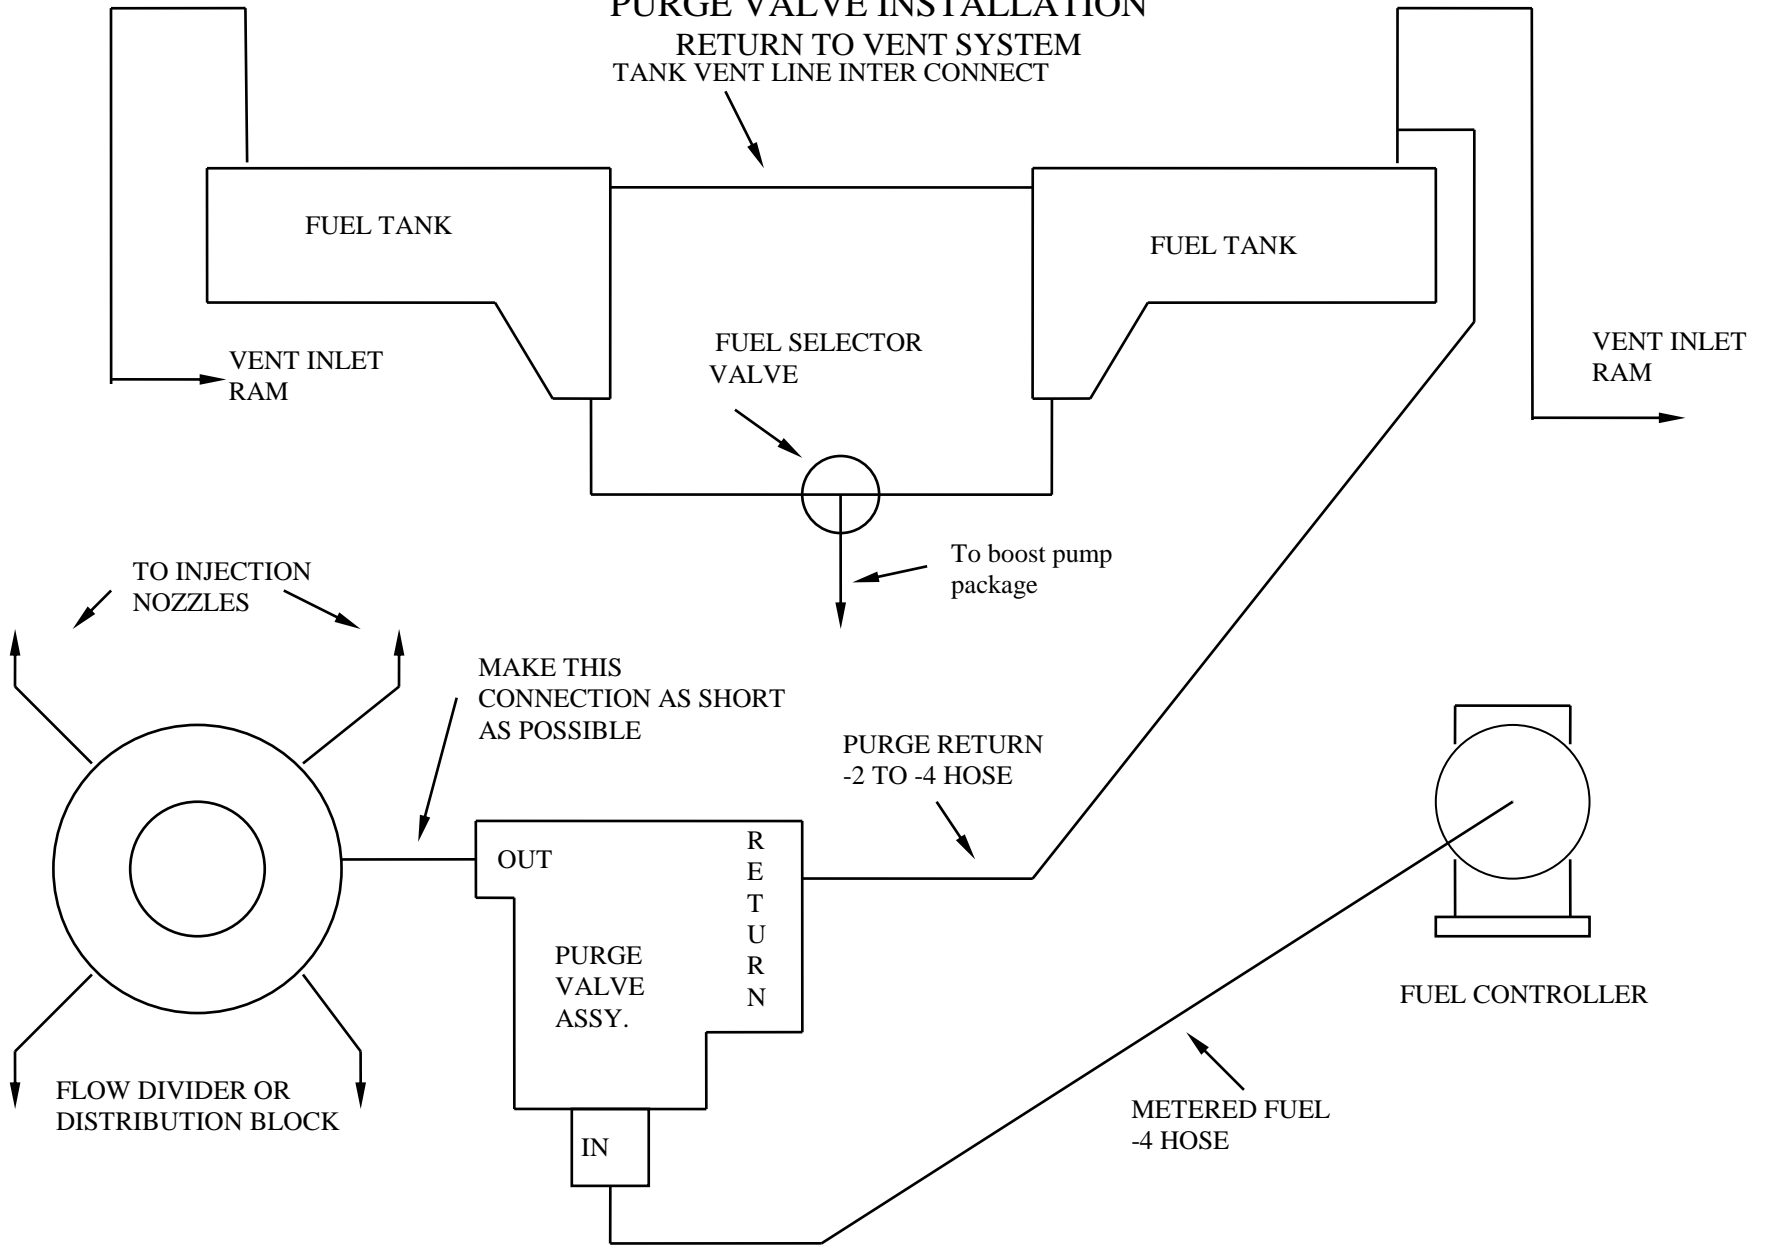 PURGE VALVE INSTALLATION
RETURN TO VENT SYSTEM
TANK VENT LINE INTER CONNECT
FUEL TANK
FUEL TANK
VENT INLET
RAM
FUEL SELECTOR
VALVE
VENT INLET
RAM
To boost pump
package
TO INJECTION
NOZZLES
MAKE THIS
CONNECTION AS SHORT
AS POSSIBLE
PURGE RETURN
-2 TO -4 HOSE
OUT
R
E
T
U
R
N
PURGE
VALVE
ASSY.
IN
FUEL CONTROLLER
FLOW DIVIDER OR
DISTRIBUTION BLOCK
METERED FUEL
-4 HOSE